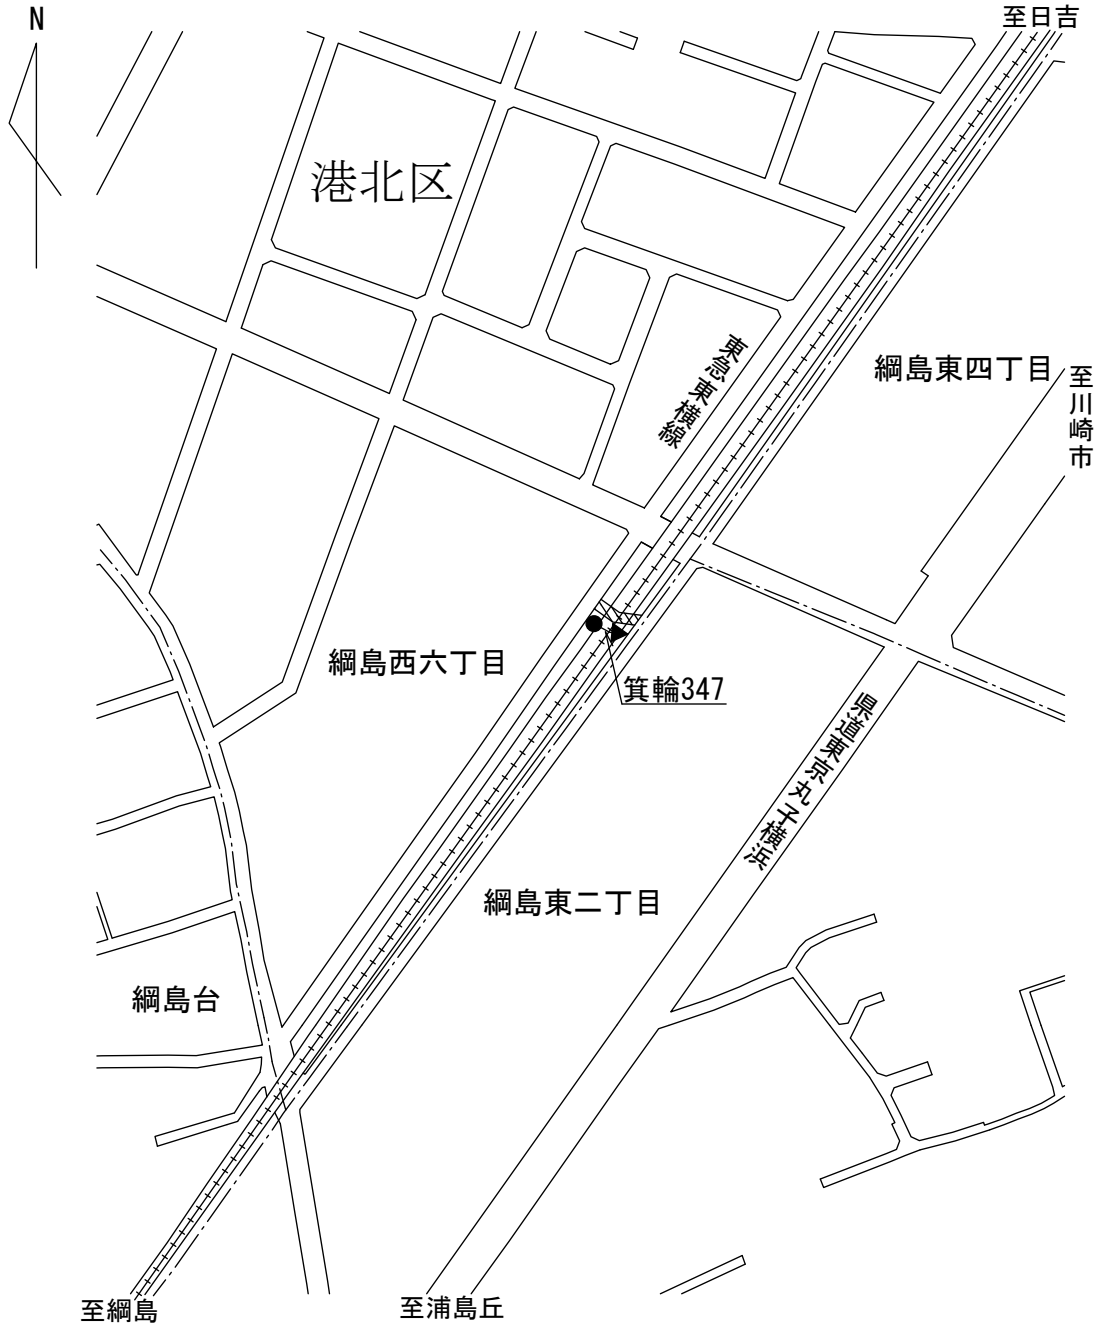 N
至日吉
港北区
東急東横線
綱島東四丁目
至川崎市
綱島西六丁目
箕輪347
県道東京丸子横浜
綱島東二丁目
綱島台
至綱島
至浦島丘